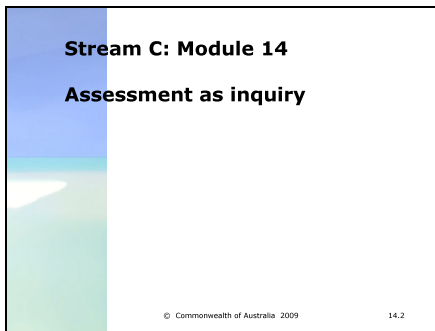 Stream C: Module 14
Assessment as inquiry
© Commonwealth of Australia 2009 14.2